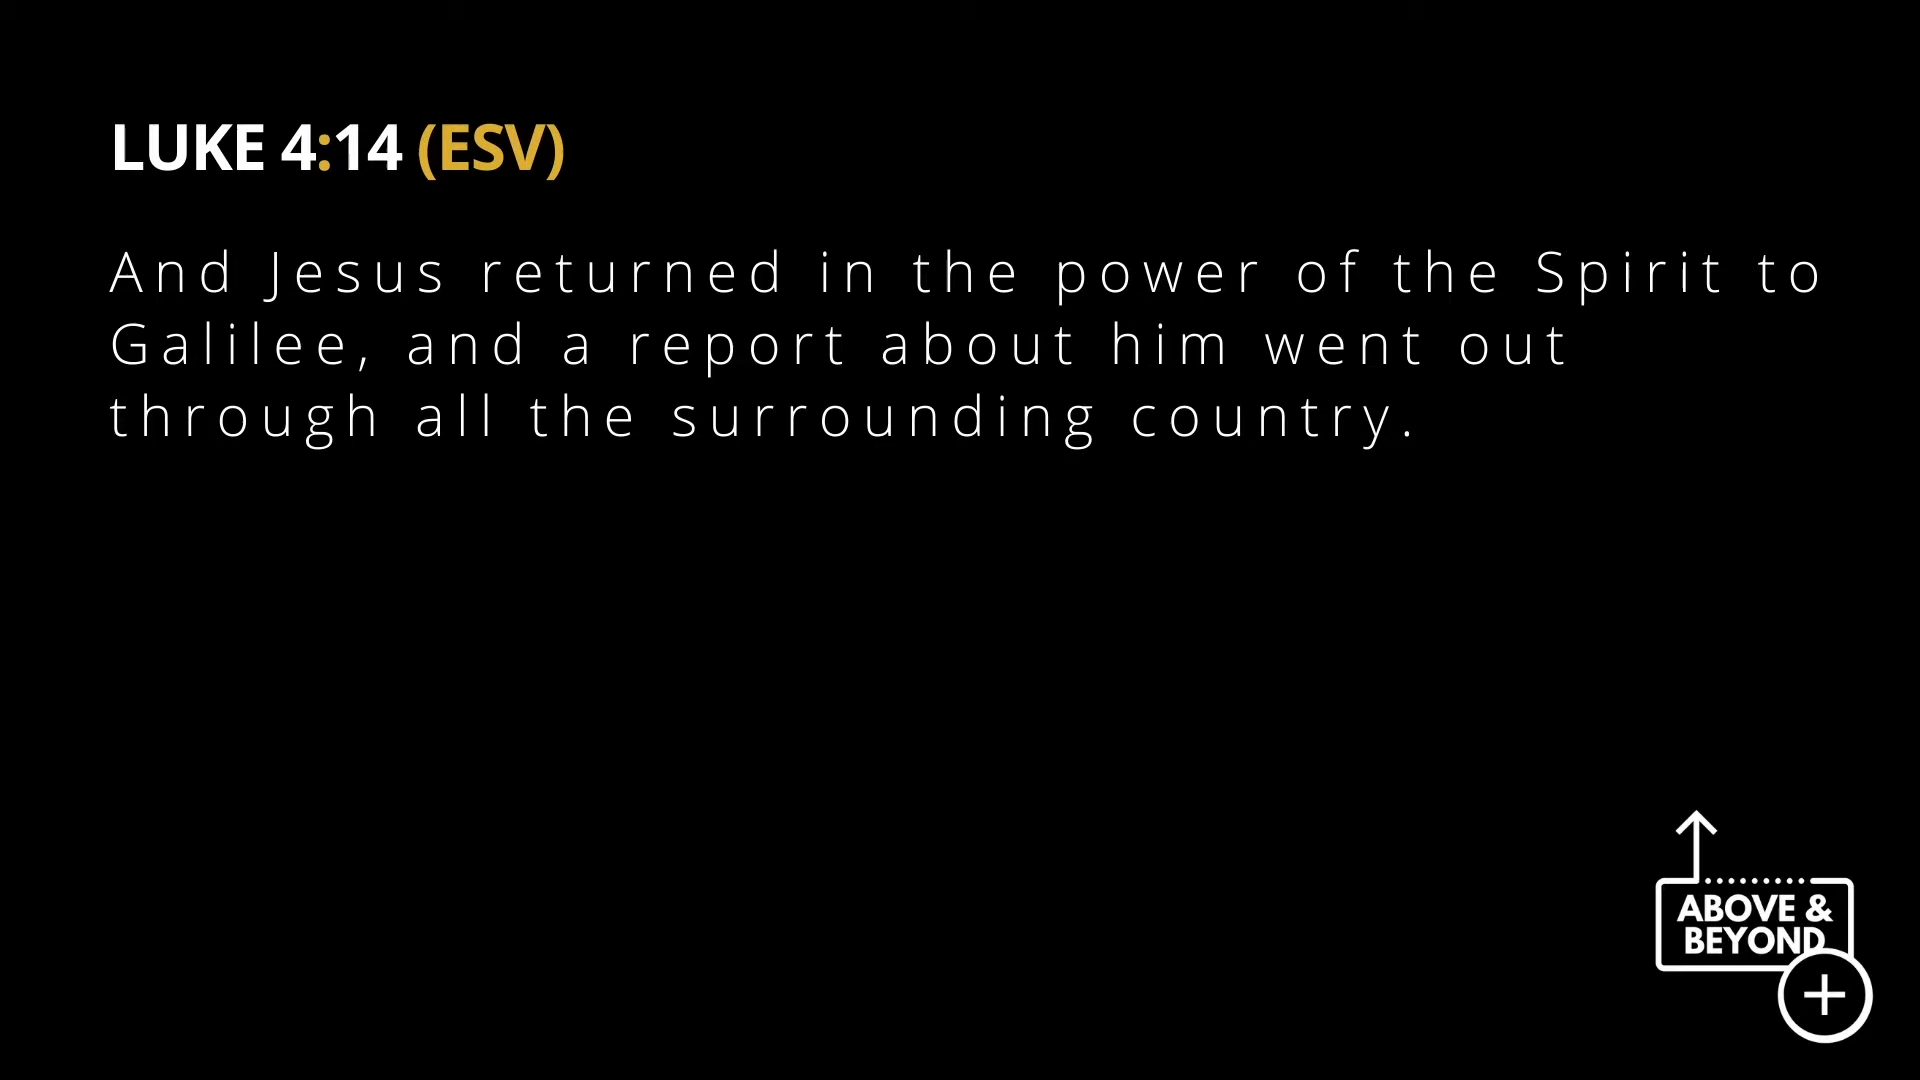 LUKE 4:14 (ESV)
And Jesus returned in the power of the Spirit to
Galilee, and a report about him went out
through all the surrounding country.
ABOVE &
BEYOND